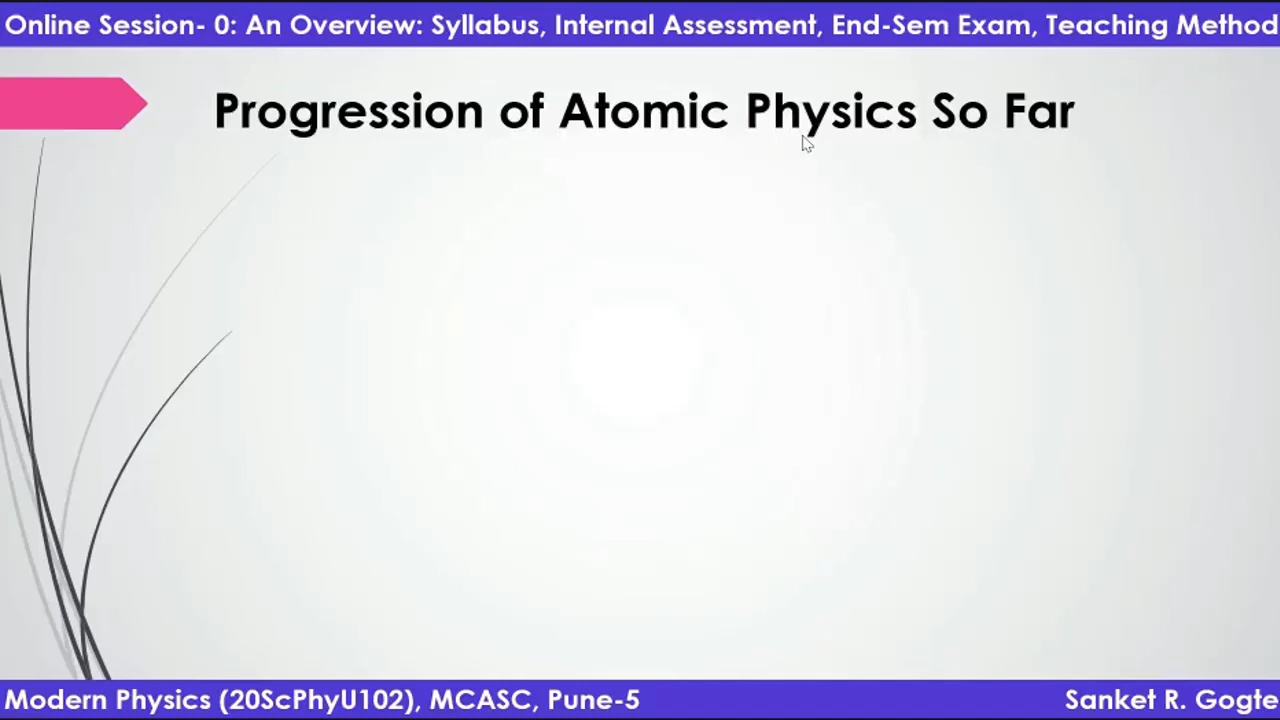 Online Session- 0: An Overview: Syllabus, Internal Assessment, End-Sem Exam, Teaching Method
Progression of Atomic Physics So Far
Modern Physics (20ScPhyU102), MCASC, Pune-5
Sanket R. Gogte